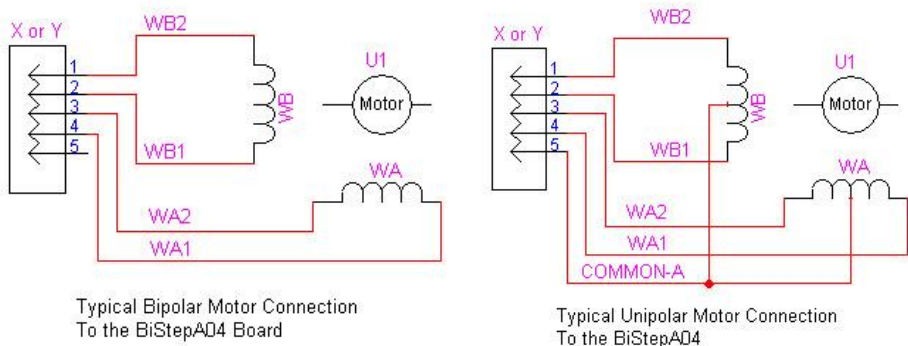 X or Y
WB2
1
2
3
4
5
WB
U1
Motor
WB1
WA
WA2
WA1
Typical Bipolar Motor Connection
To the BiStepA04 Board
X or Y
WB2
1
2
3
4
5
WB
U1
Motor
WB1
WA
WA2
WA1
COMMON-A
Typical Unipolar Motor Connection
To the BiStepA04